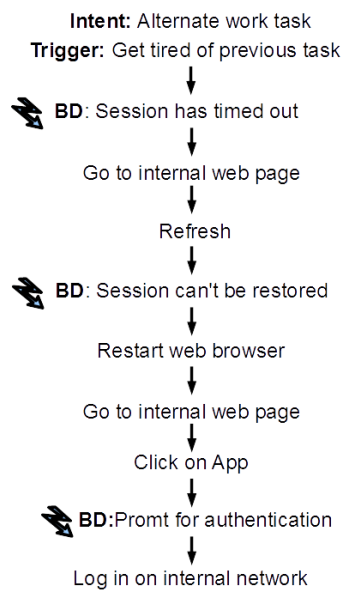 Intent: Alternate work task
Trigger: Get tired of previous task
BD: Session has timed out
Go to internal web page
Refresh
BD: Session can't be restored
Restart web browser
Go to internal web page
Click on App
BD:Promt for authentication
Log in on internal network